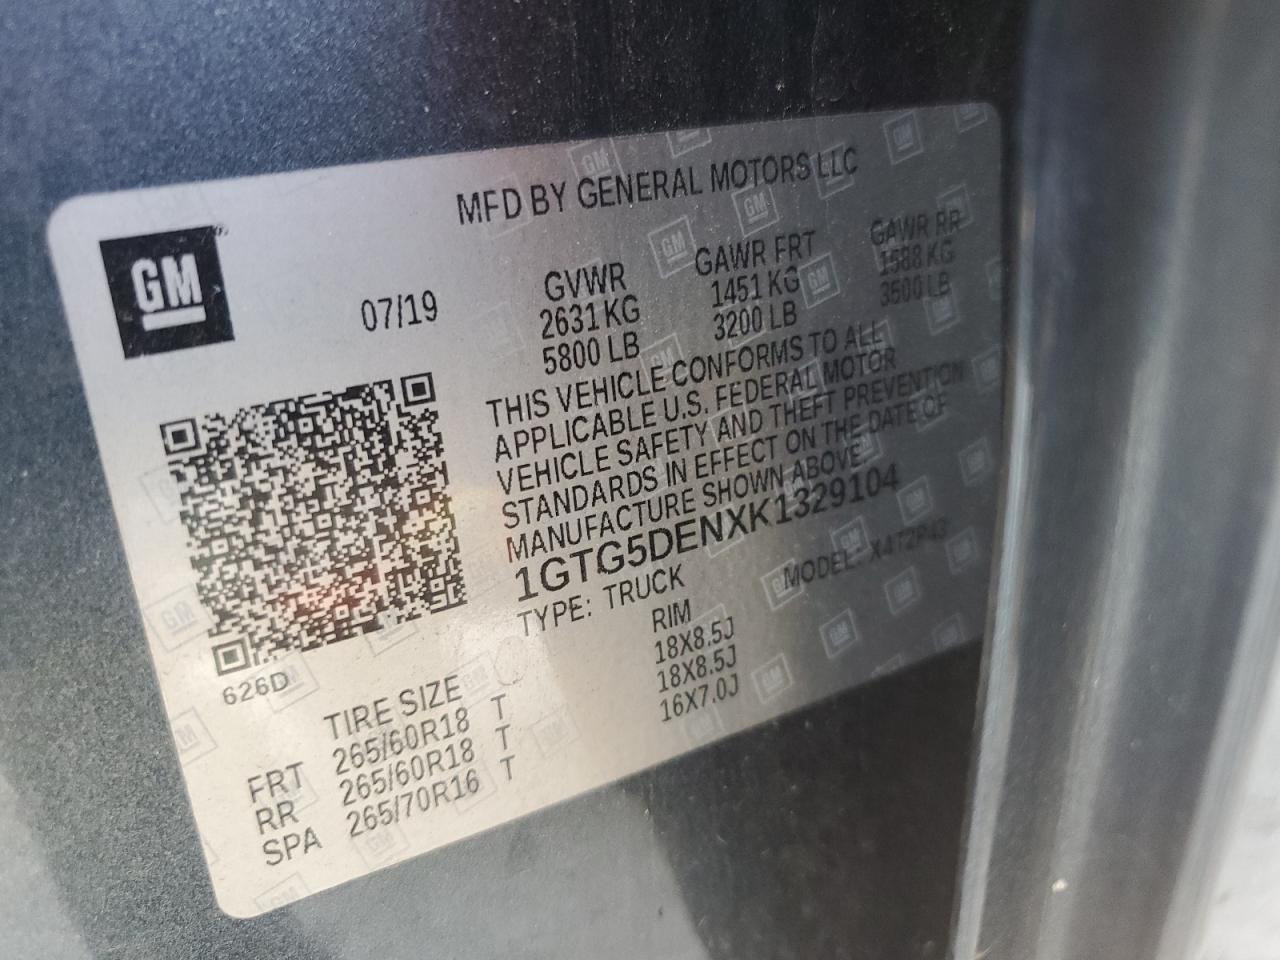 MFD BY GENERAL MOTORS LLC
GM
07/19
GVWR GAWR FRT GAWR RR
2631 KG 1451 KG 1588 KG
5800 LB 3200 LB 3500 LB
THIS VEHICLE CONFORMS TO ALL
APPLICABLE U.S. FEDERAL MOTOR
VEHICLE SAFETY AND THEFT PREVENTION
STANDARDS IN EFFECT ON THE DATE OF
MANUFACTURE SHOWN ABOVE
1GTG5DENXK1329104
TYPE: TRUCK MODEL: X4T2P43
626D
TIRE SIZE RIM
FRT 265/60R18 T 18X8.5J
RR 265/60R18 T 18X8.5J
SPA 265/70R16 T 16X7.0J